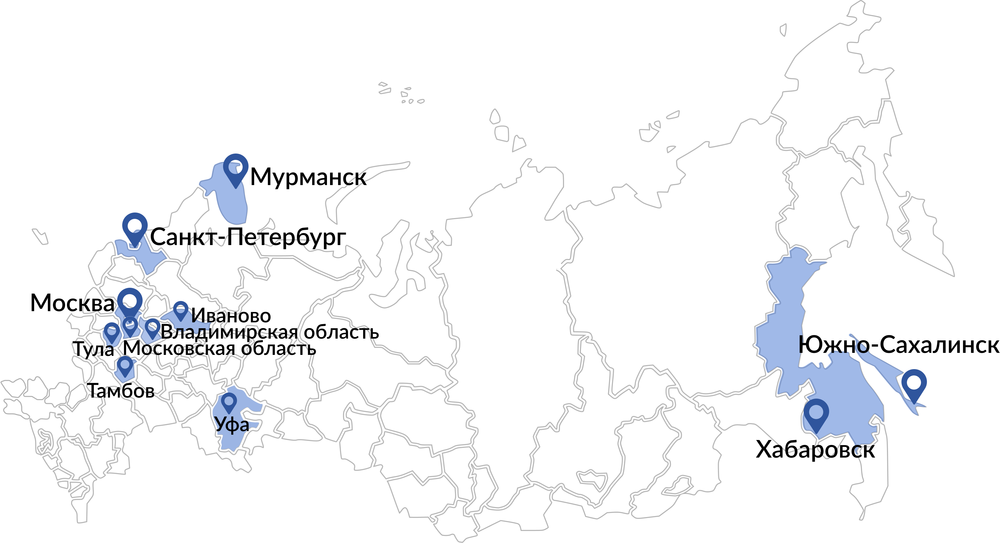 Мурманск
Санкт-Петербург
Москва
Иваново
Владимирская область
Тула
Московская область
Тамбов
Уфа
Южно-Сахалинск
Хабаровск